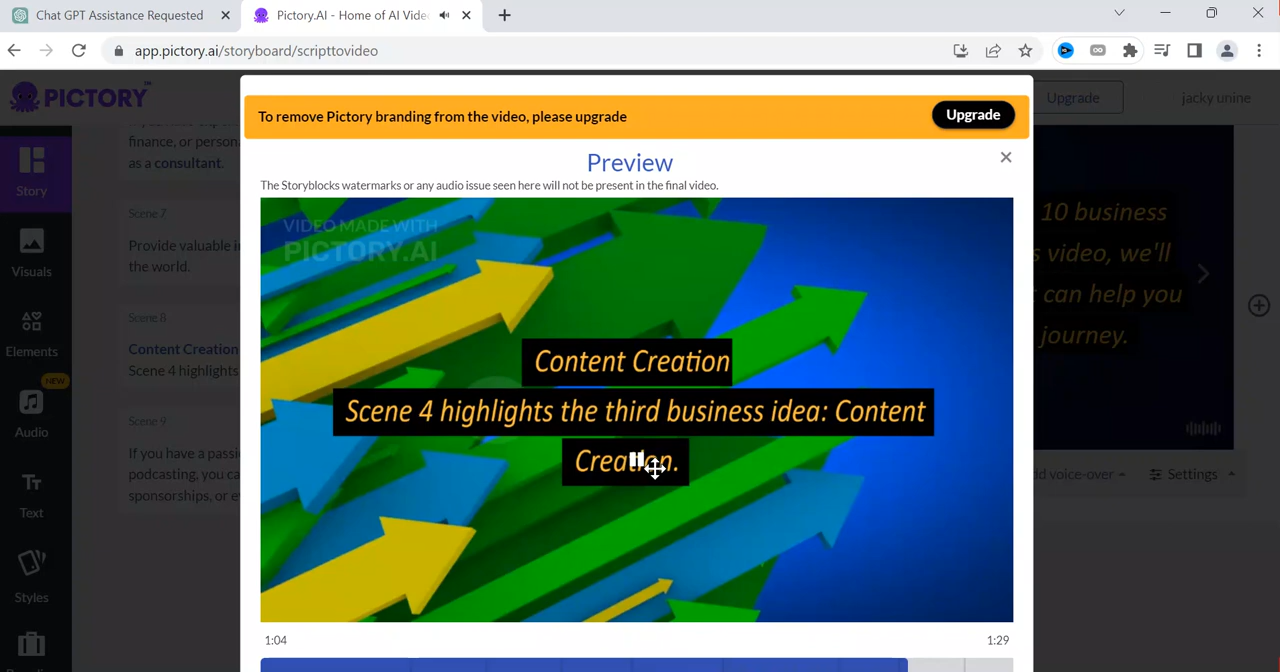 Chat GPT Assistance Requested
Pictory.AI - Home of AI Vide
app.pictory.ai/storyboard/scripttovideo
PICTORY™
Upgrade
jacky unine
To remove Pictory branding from the video, please upgrade
Upgrade
Preview
The Storyblocks watermarks or any audio issue seen here will not be present in the final video.
VIDEO MADE WITH
PICTORY.AI
Content Creation
Scene 4 highlights the third business idea: Content
Creation.
1:04
1:29
Story
Visuals
Elements
NEW
Audio
Text
Styles
finance, or persona
as a consultant.
Scene 7
Provide valuable in
the world.
Scene 8
Content Creation
Scene 4 highlights
Scene 9
If you have a passi
podcasting, you ca
sponsorships, or e
10 business
s video, we'll
can help you
journey.
dd voice-over
Settings